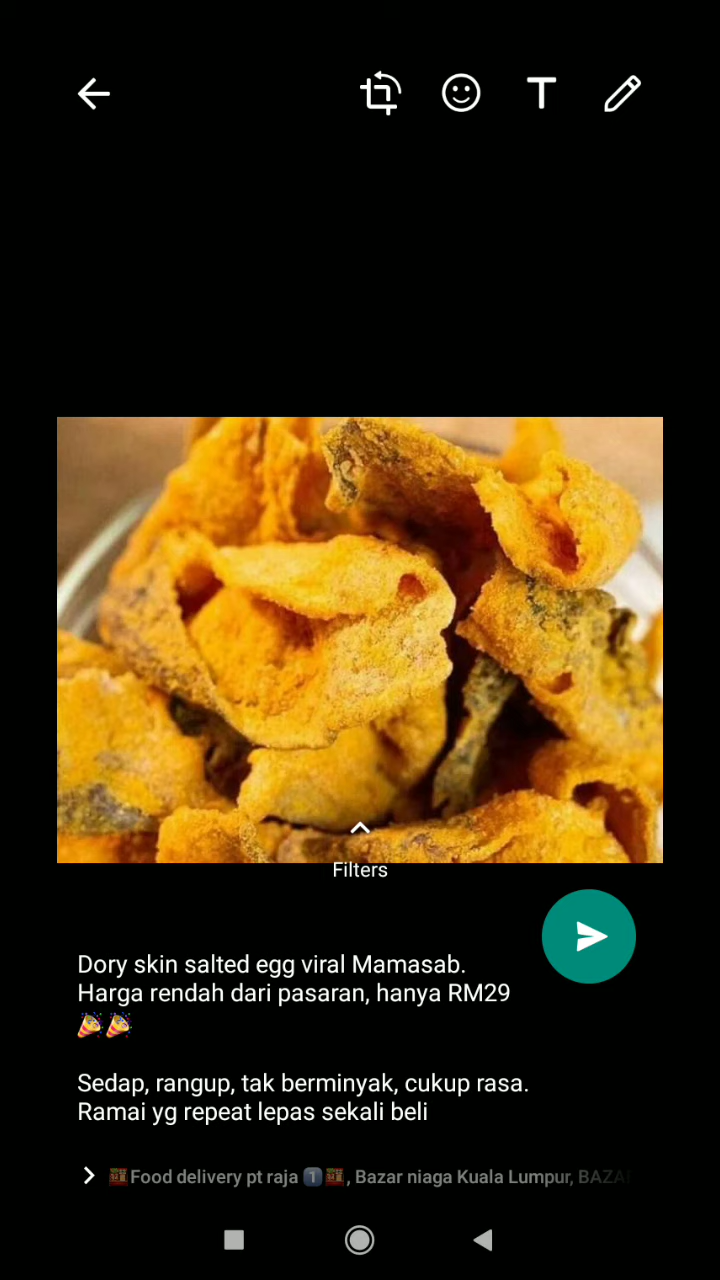 T
Filters
Dory skin salted egg viral Mamasab.
Harga rendah dari pasaran, hanya RM29
🎉🎉
Sedap, rangup, tak berminyak, cukup rasa.
Ramai yg repeat lepas sekali beli
🏰Food delivery pt raja 1️⃣🏰, Bazar niaga Kuala Lumpur, BAZA